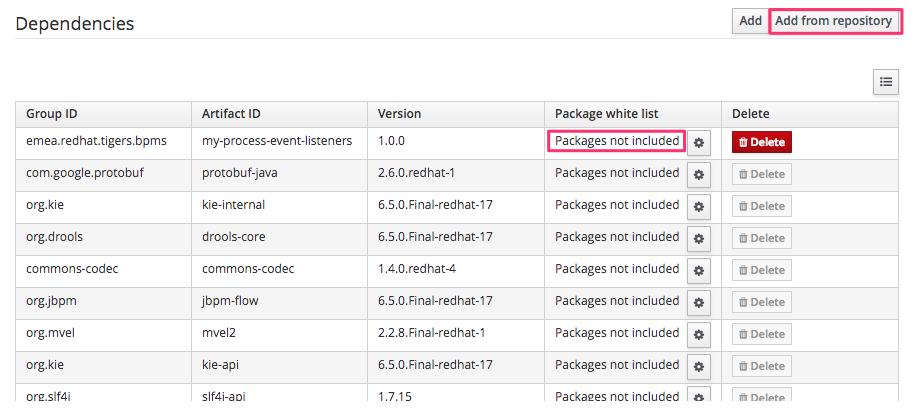 Dependencies
Add Add from repository
Group ID Artifact ID Version Package white list Delete
emea.redhat.tigers.bpms my-process-event-listeners 1.0.0 Packages not included Delete
com.google.protobuf protobuf-java 2.6.0.redhat-1 Packages not included Delete
org.kie kie-internal 6.5.0.Final-redhat-17 Packages not included Delete
org.drools drools-core 6.5.0.Final-redhat-17 Packages not included Delete
commons-codec commons-codec 1.4.0.redhat-4 Packages not included Delete
org.jbpm jbpm-flow 6.5.0.Final-redhat-17 Packages not included Delete
org.mvel mvel2 2.2.8.Final-redhat-1 Packages not included Delete
org.kie kie-api 6.5.0.Final-redhat-17 Packages not included Delete
org.slf4j slf4j-api 1.7.15 Packages not included Delete